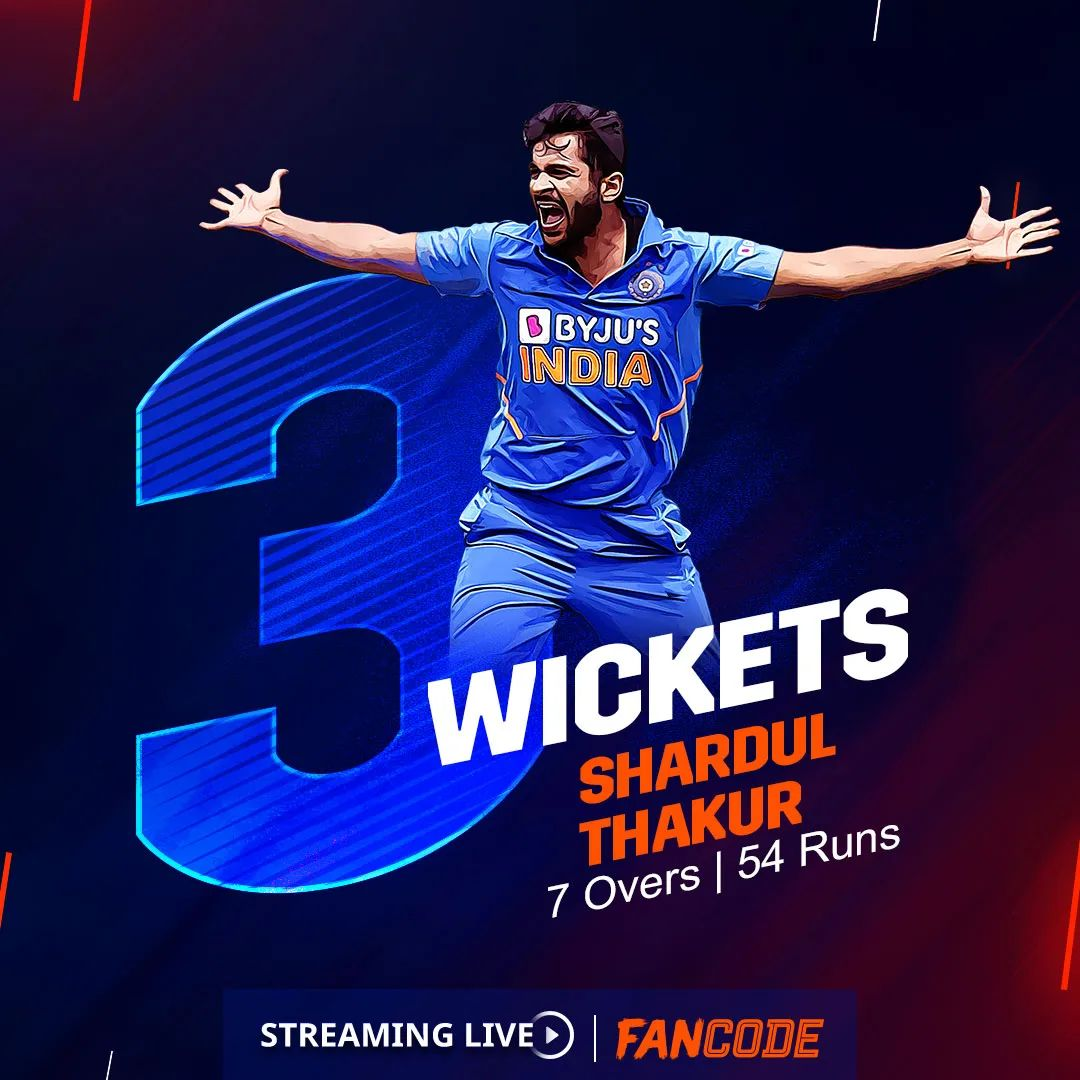 BYJU'S
INDIA
3
WICKETS
SHARDUL
THAKUR
7 Overs | 54 Runs
STREAMING LIVE | FANCODE